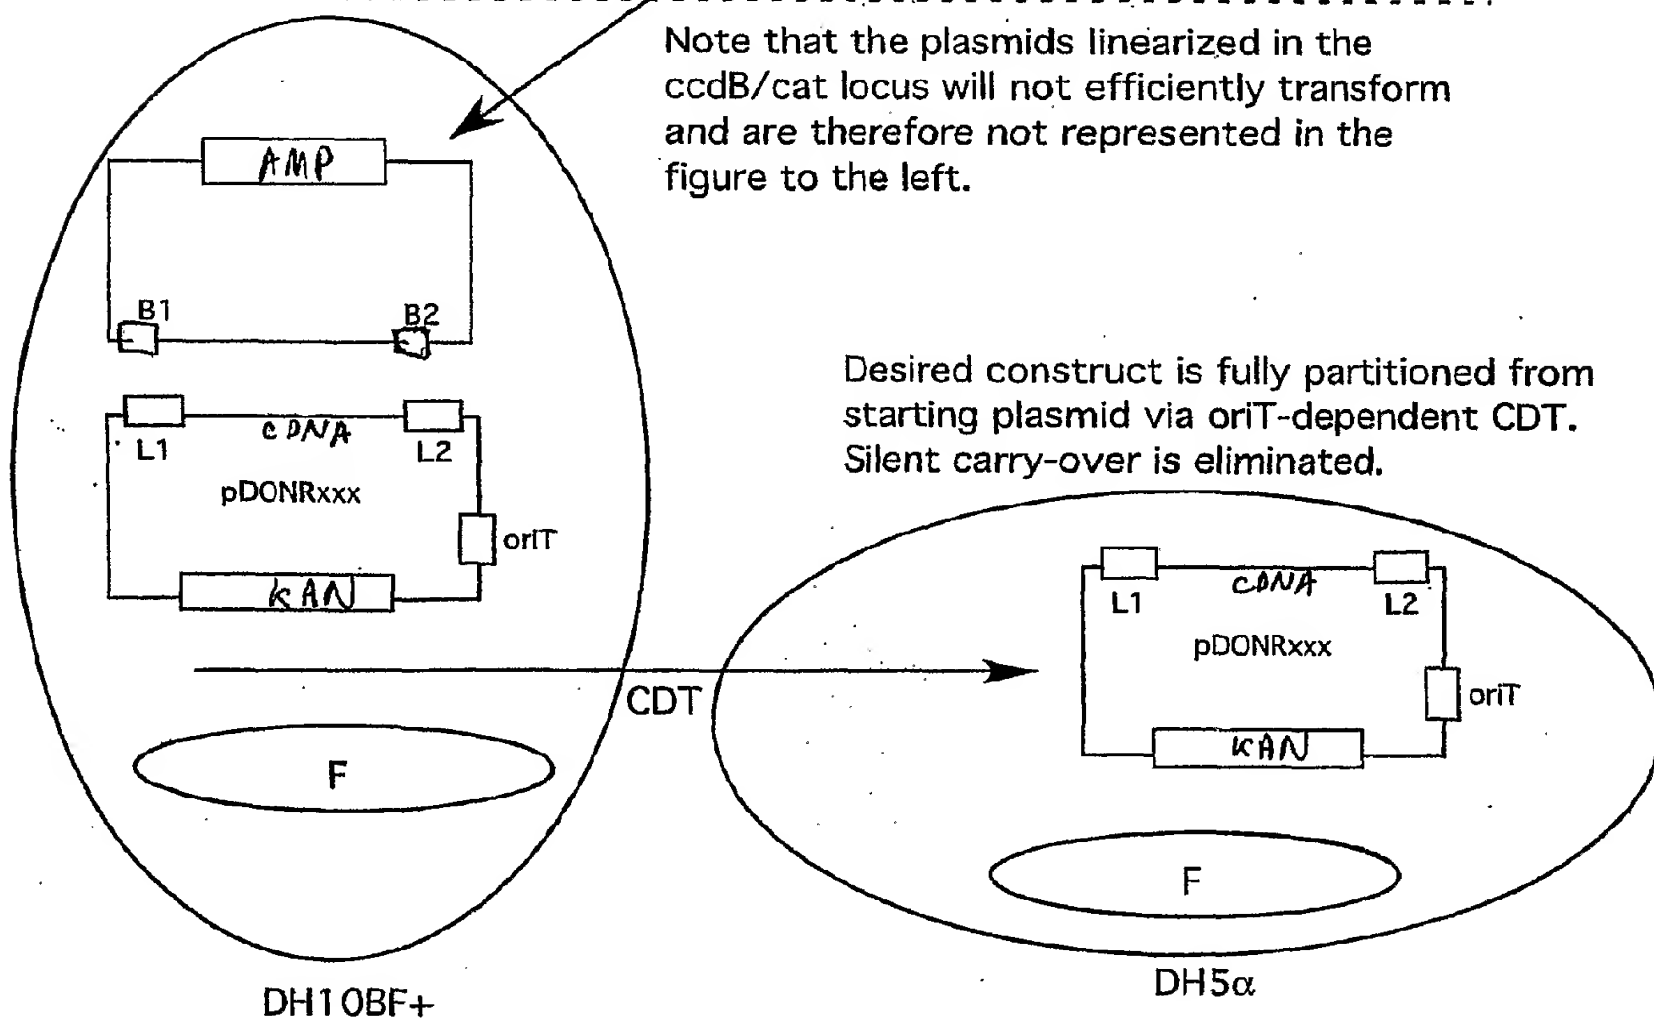 Note that the plasmids linearized in the
ccdB/cat locus will not efficiently transform
and are therefore not represented in the
figure to the left.
AMP
B1
B2
Desired construct is fully partitioned from
starting plasmid via oriT-dependent CDT.
Silent carry-over is eliminated.
L1
cDNA
L2
pDONRxxx
oriT
KAN
L1
cDNA
L2
pDONRxxx
oriT
KAN
CDT
F
F
DH10BF+
DH5α